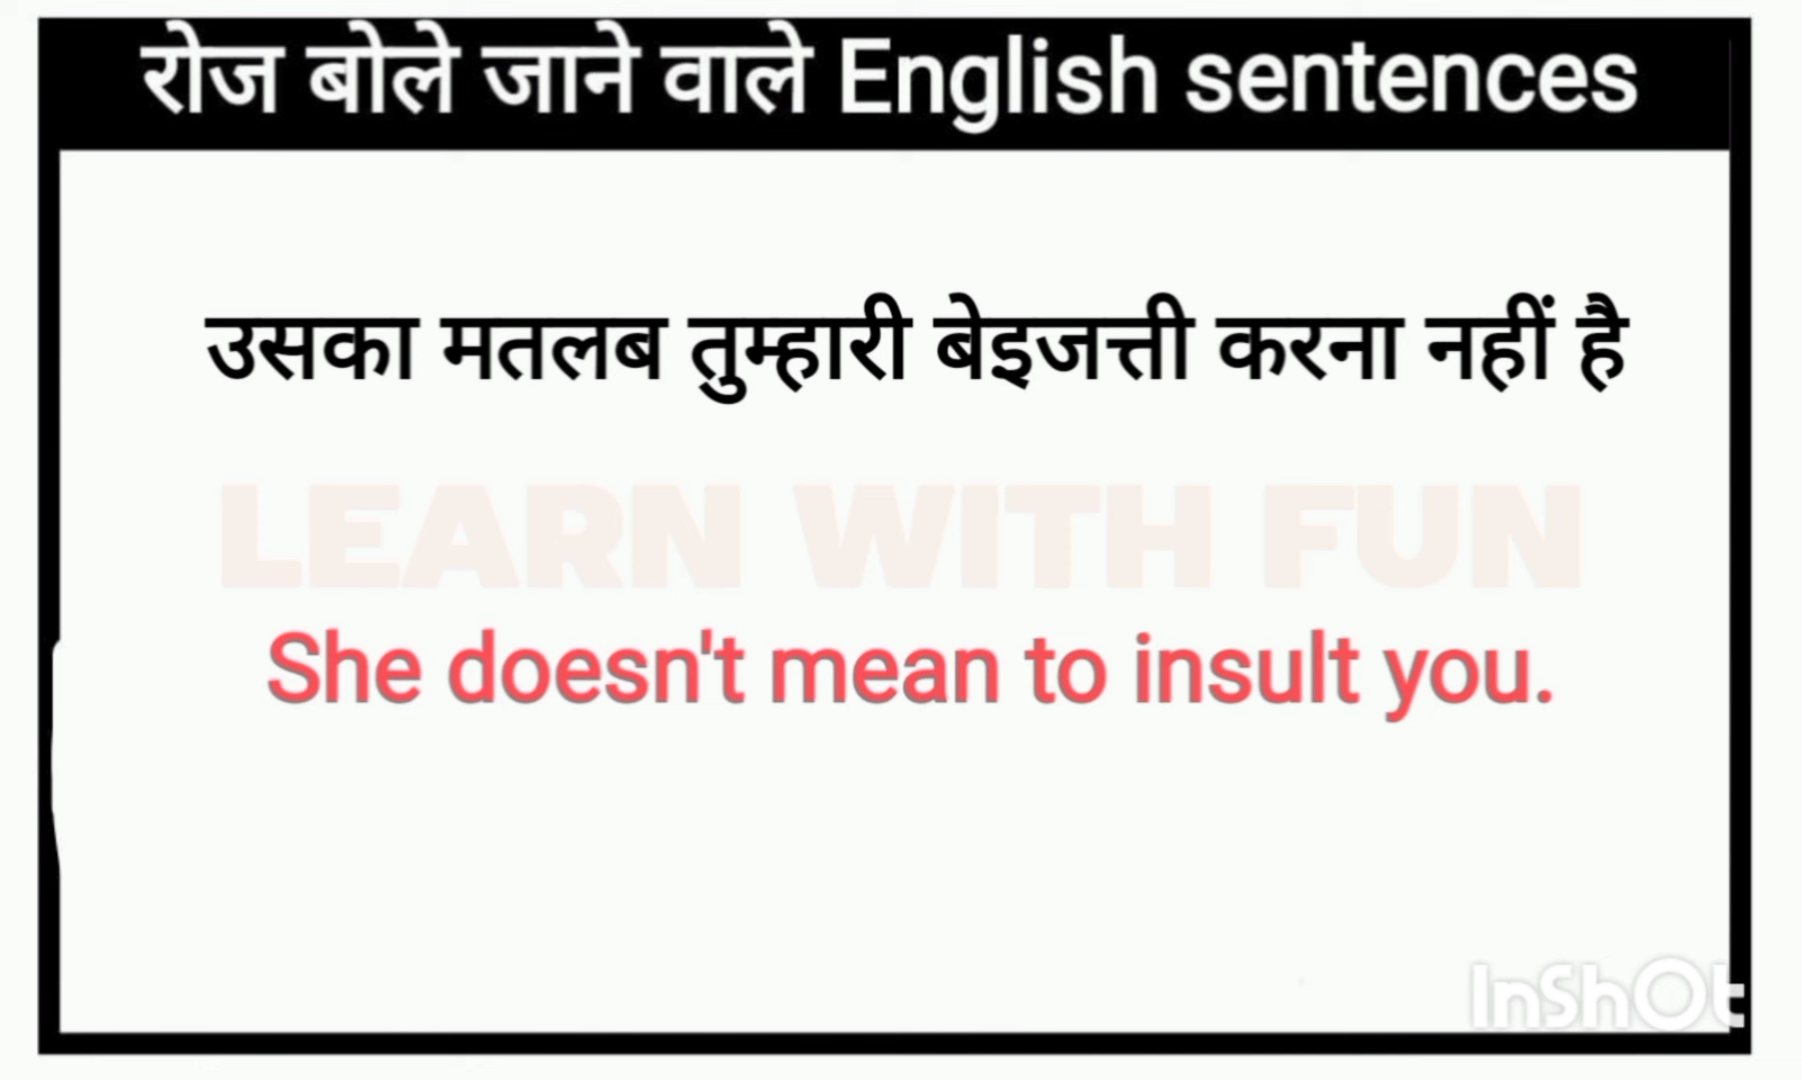 रोज बोले जाने वाले English sentences
उसका मतलब तुम्हारी बेइजत्ती करना नहीं है
LEARN WITH FUN
She doesn't mean to insult you.
InShOt